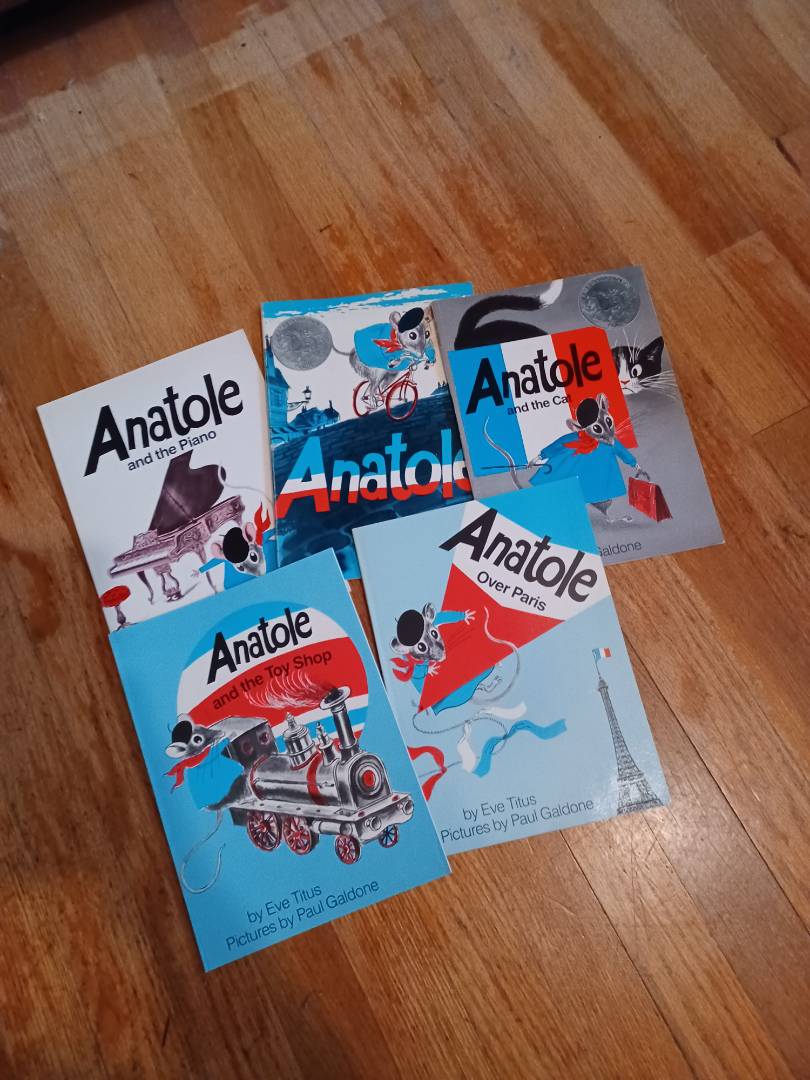 Anatole
and the Piano
Anatole
Anatole
and the Cat
Galdone
Anatole
and the Toy Shop
by Eve Titus
Pictures by Paul Galdone
Anatole
Over Paris
by Eve Titus
Pictures by Paul Galdone